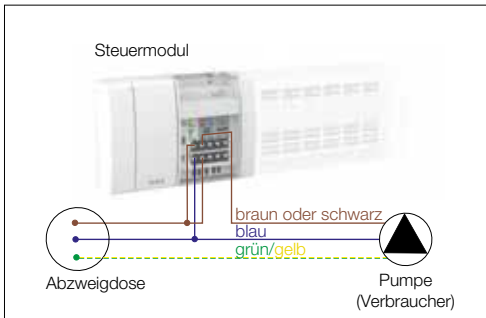 Steuermodul
braun oder schwarz
blau
grün/gelb
Abzweigdose
Pumpe
(Verbraucher)